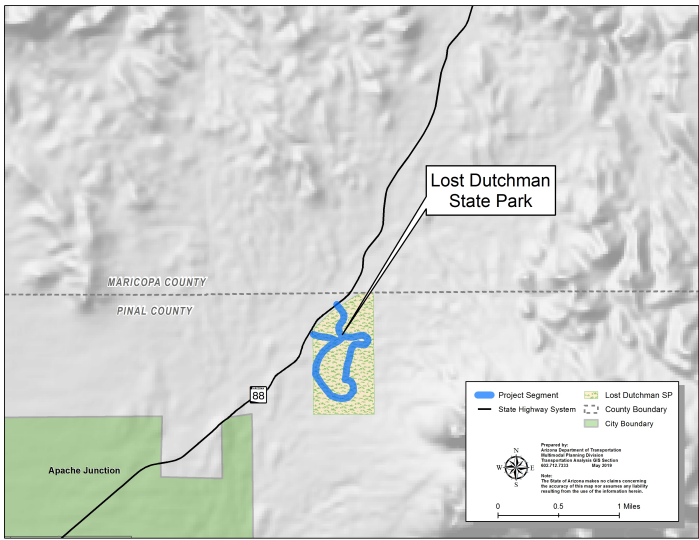 Lost Dutchman
State Park
MARICOPA COUNTY
PINAL COUNTY
88
Apache Junction
Project Segment
State Highway System
Lost Dutchman SP
County Boundary
City Boundary
N
W E
S
Prepared by:
Arizona Department of Transportation
Multimodal Planning Division
Transportation Analysis GIS Section
602.712.7333 May 2018
Note:
The State of Arizona makes no claims concerning
the accuracy of this map nor assumes any liability
resulting from the use of the information herein.
0 0.5 1 Miles